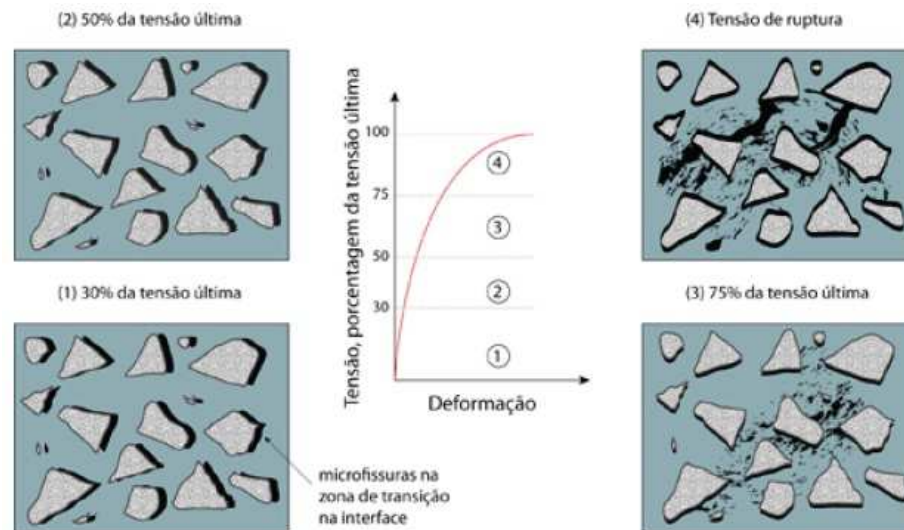 (2) 50% da tensão última
(4) Tensão de ruptura
Tensão, porcentagem da tensão última
100
75
50
30
4
3
2
1
Deformação
(1) 30% da tensão última
(3) 75% da tensão última
microfissuras na
zona de transição
na interface